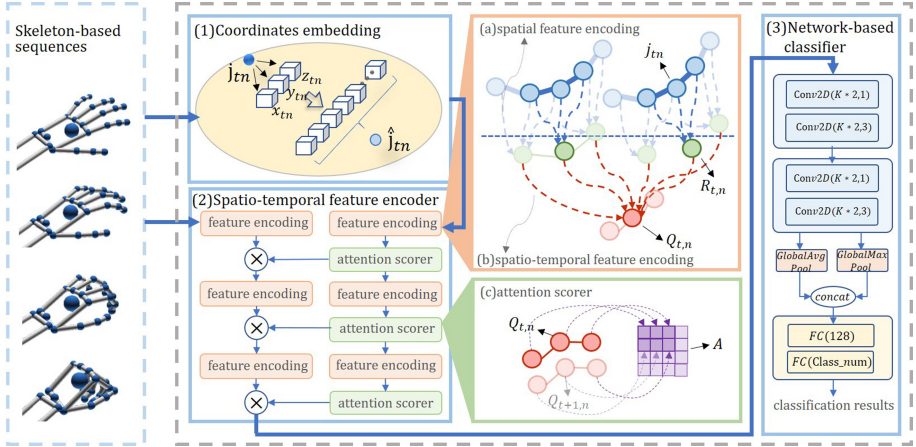 Skeleton-based
sequences
(1)Coordinates embedding
j_tn
z_tn
y_tn
x_tn
ĵ_tn
(2)Spatio-temporal feature encoder
feature encoding
feature encoding
attention scorer
feature encoding
feature encoding
attention scorer
feature encoding
feature encoding
attention scorer
(a)spatial feature encoding
j_tn
R_t,n
Q_t,n
(b)spatio-temporal feature encoding
(c)attention scorer
Q_t,n
A
Q_t+1,n
(3)Network-based
classifier
Conv2D(K * 2,1)
Conv2D(K * 2,3)
Conv2D(K * 2,1)
Conv2D(K * 2,3)
GlobalAvg
Pool
GlobalMax
Pool
concat
FC(128)
FC(Class_num)
classification results